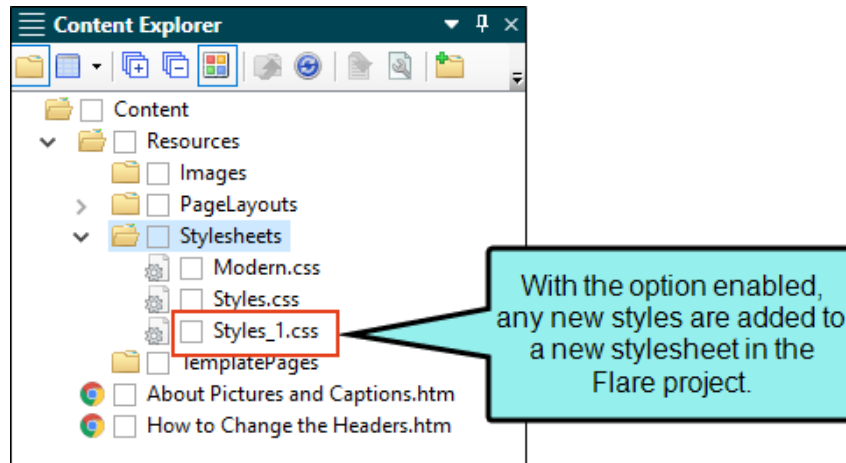 Content Explorer
Content
Resources
Images
PageLayouts
Stylesheets
Modern.css
Styles.css
Styles_1.css
TemplatePages
About Pictures and Captions.htm
How to Change the Headers.htm
With the option enabled,
any new styles are added to
a new stylesheet in the
Flare project.